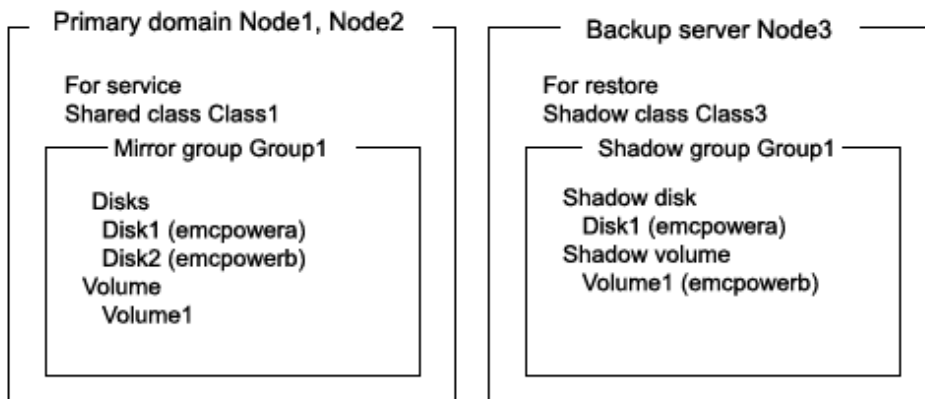 Primary domain Node1, Node2
For service
Shared class Class1
Mirror group Group1
Disks
Disk1 (emcpowera)
Disk2 (emcpowerb)
Volume
Volume1
Backup server Node3
For restore
Shadow class Class3
Shadow group Group1
Shadow disk
Disk1 (emcpowera)
Shadow volume
Volume1 (emcpowerb)